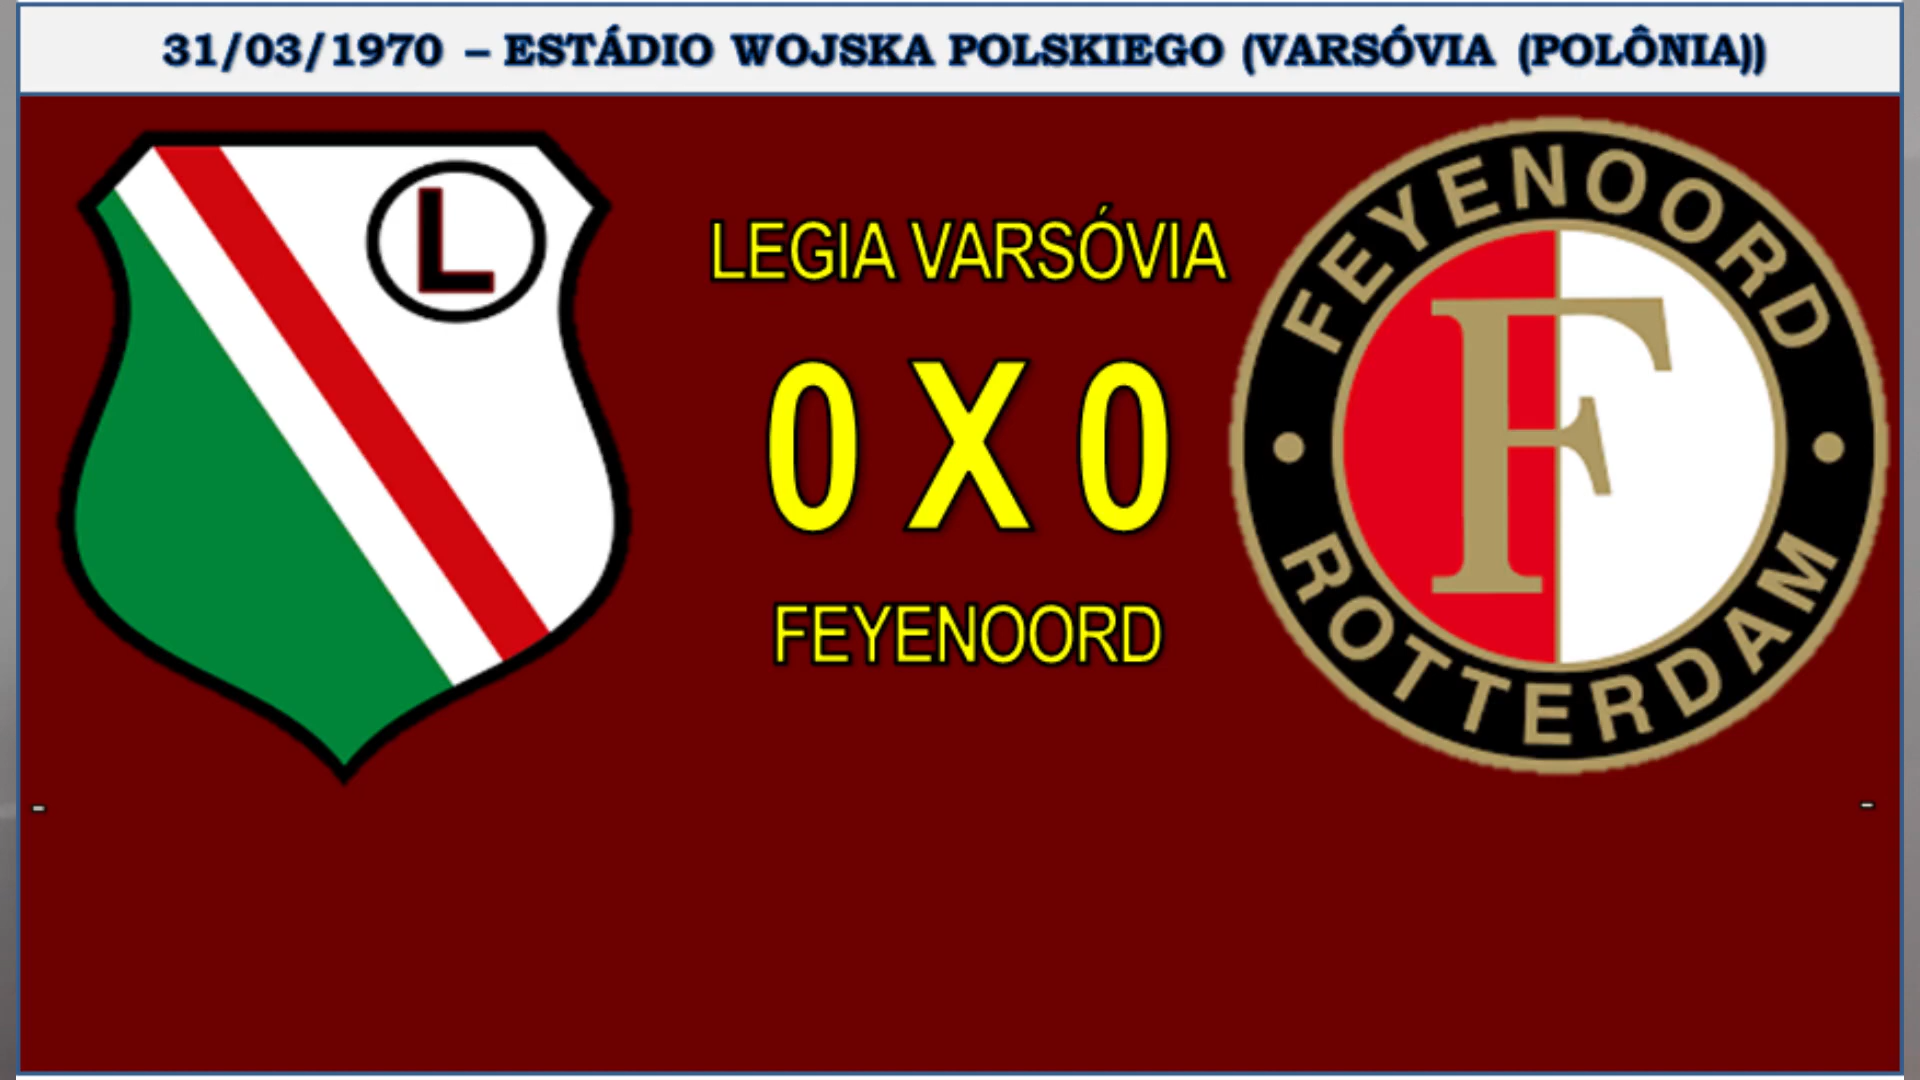 31/03/1970 – ESTÁDIO WOJSKA POLSKIEGO (VARSÓVIA (POLÔNIA))
L
LEGIA VARSÓVIA
0 X 0
FEYENOORD
-
FEYENOORD
F
ROTTERDAM
-